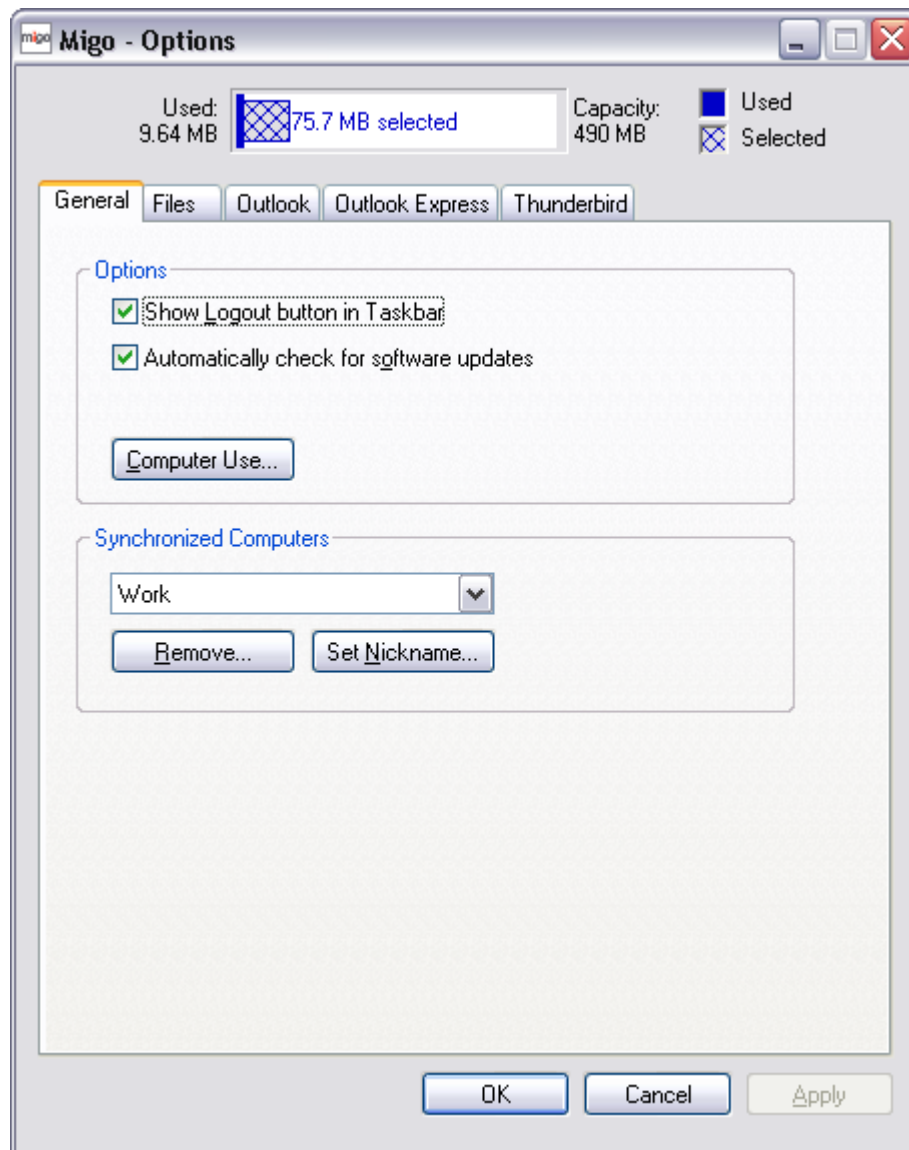 migo Migo - Options
Used:
9.64 MB
75.7 MB selected
Capacity:
490 MB
Used
Selected
General Files Outlook Outlook Express Thunderbird
Options
Show Logout button in Taskbar
Automatically check for software updates
Computer Use...
Synchronized Computers
Work
Remove... Set Nickname...
OK Cancel Apply